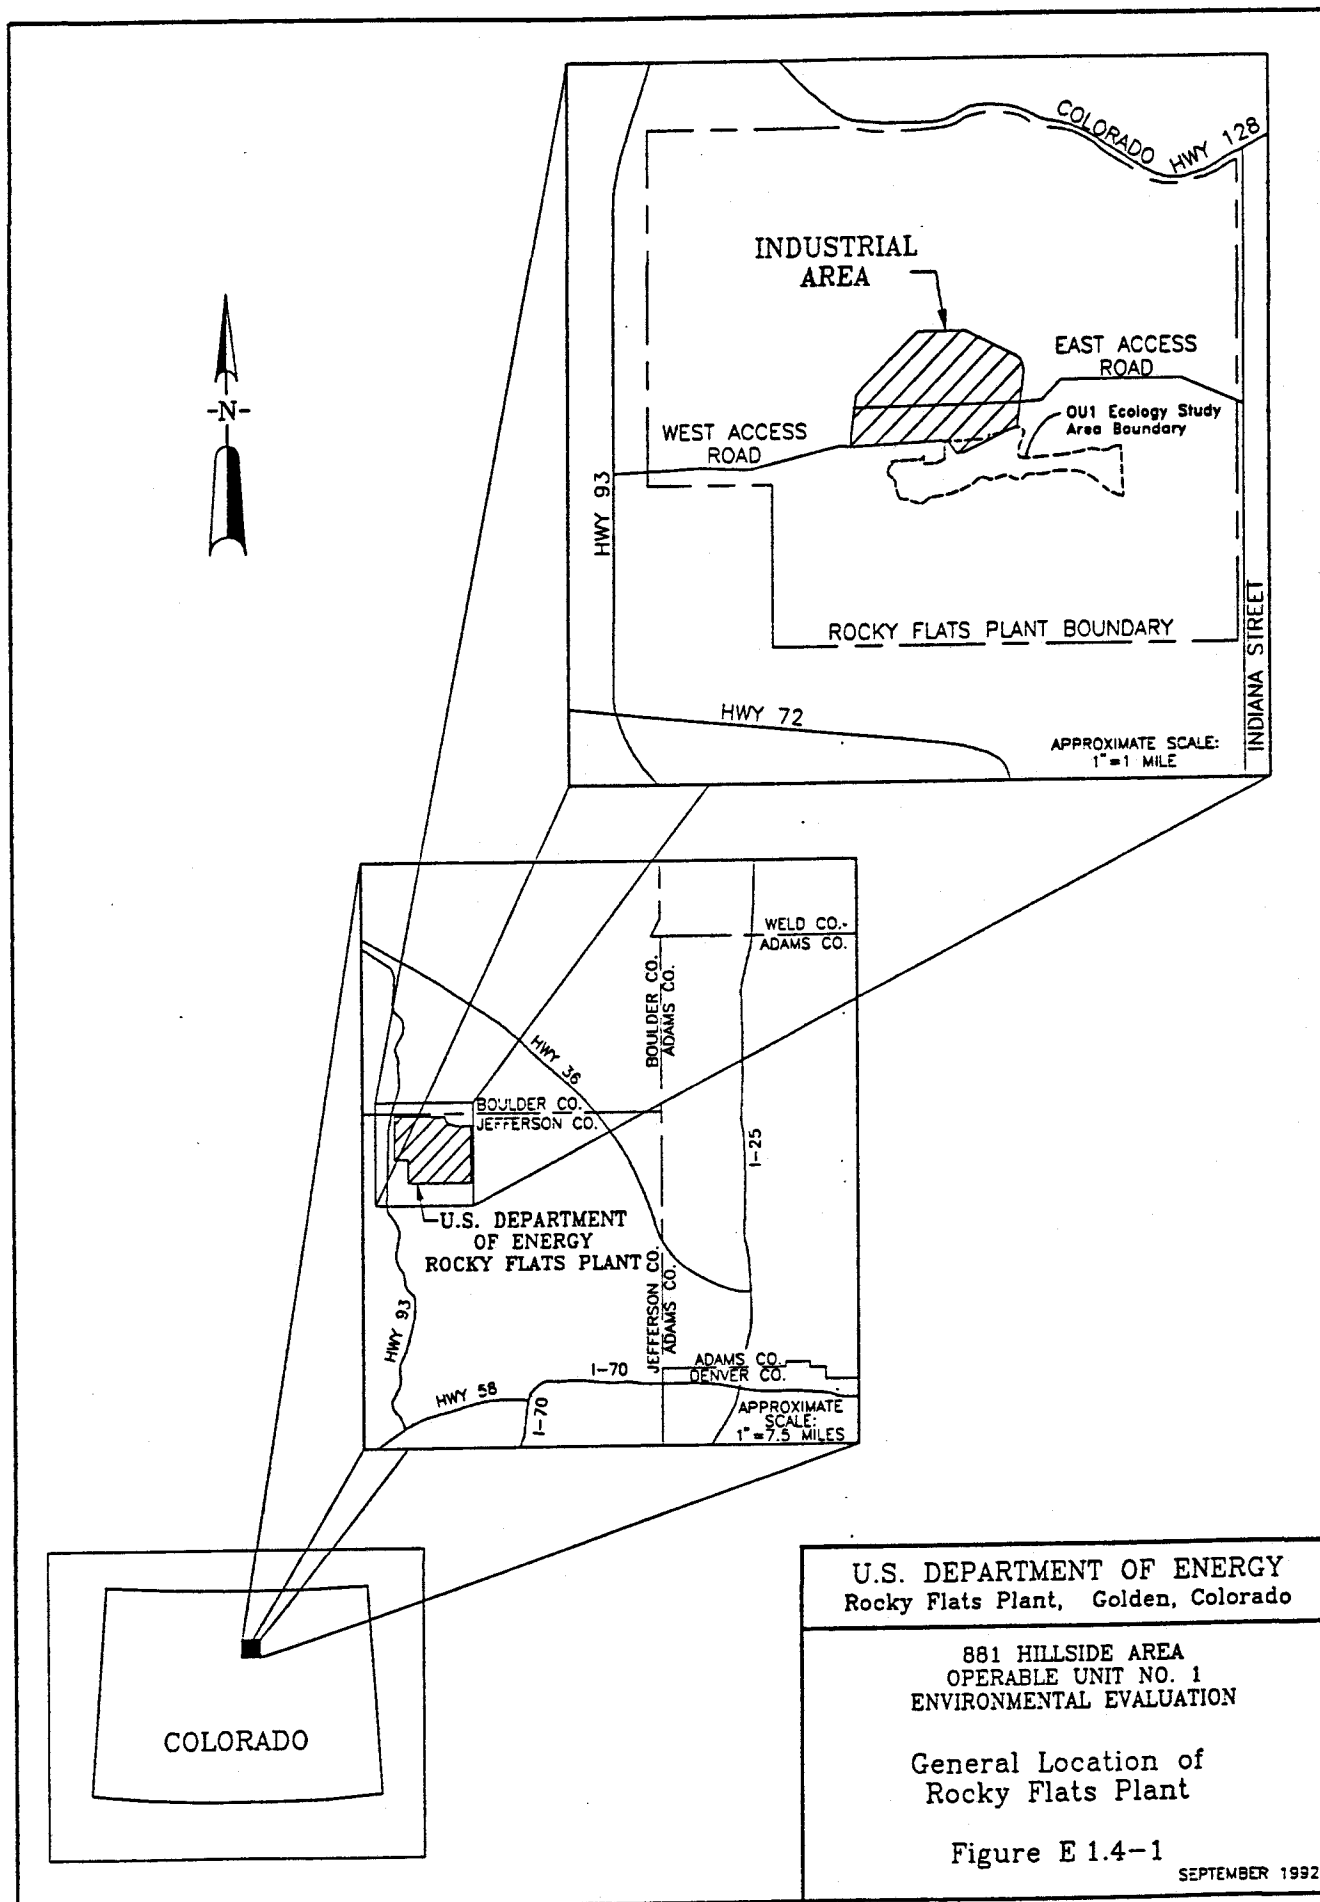 COLORADO HWY 128
INDUSTRIAL
AREA
EAST ACCESS
ROAD
OU1 Ecology Study
Area Boundary
WEST ACCESS
ROAD
HWY 93
ROCKY FLATS PLANT BOUNDARY
INDIANA STREET
HWY 72
APPROXIMATE SCALE:
1"=1 MILE
-N-
WELD CO.
ADAMS CO.
BOULDER CO.
ADAMS CO.
HWY 36
BOULDER CO.
JEFFERSON CO.
I-25
U.S. DEPARTMENT
OF ENERGY
ROCKY FLATS PLANT
JEFFERSON CO.
ADAMS CO.
HWY 93
I-70
ADAMS CO.
DENVER CO.
HWY 58
I-70
APPROXIMATE
SCALE:
1"=7.5 MILES
COLORADO
U.S. DEPARTMENT OF ENERGY
Rocky Flats Plant, Golden, Colorado
881 HILLSIDE AREA
OPERABLE UNIT NO. 1
ENVIRONMENTAL EVALUATION
General Location of
Rocky Flats Plant
Figure E 1.4-1
SEPTEMBER 1992